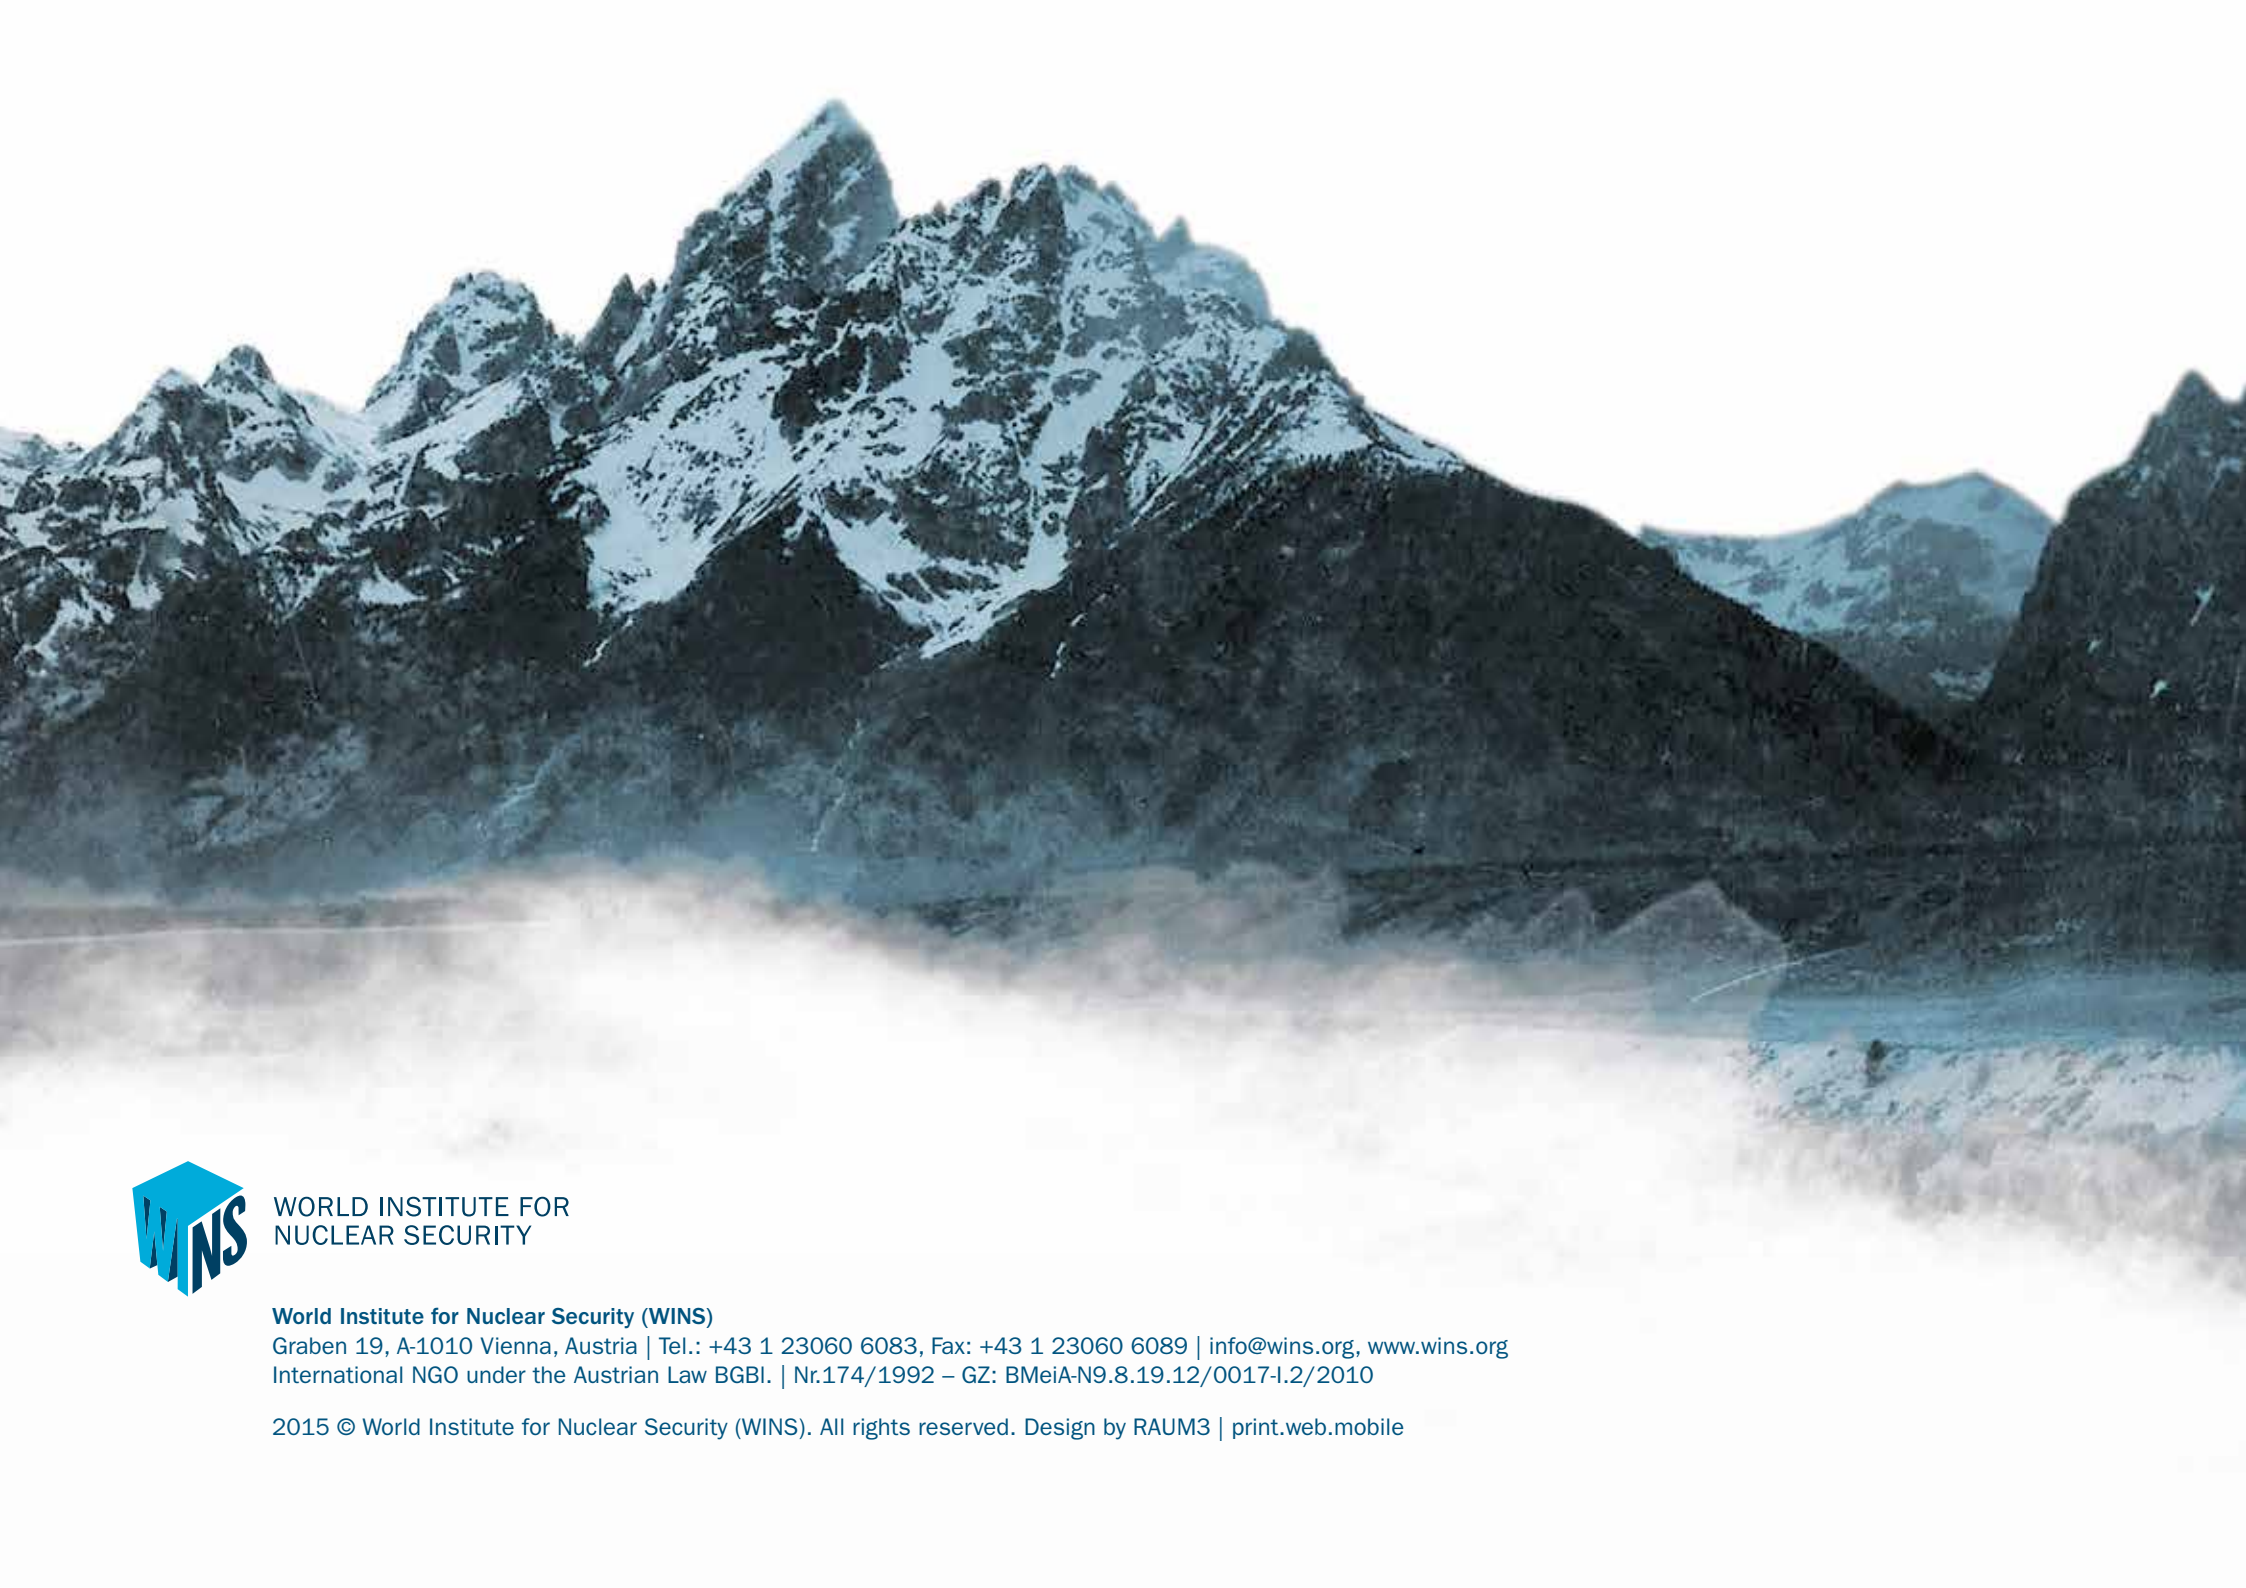 WINS
WORLD INSTITUTE FOR
NUCLEAR SECURITY
World Institute for Nuclear Security (WINS)
Graben 19, A-1010 Vienna, Austria | Tel.: +43 1 23060 6083, Fax: +43 1 23060 6089 | info@wins.org, www.wins.org
International NGO under the Austrian Law BGBl. | Nr.174/1992 – GZ: BMeiA-N9.8.19.12/0017-I.2/2010
2015 © World Institute for Nuclear Security (WINS). All rights reserved. Design by RAUM3 | print.web.mobile